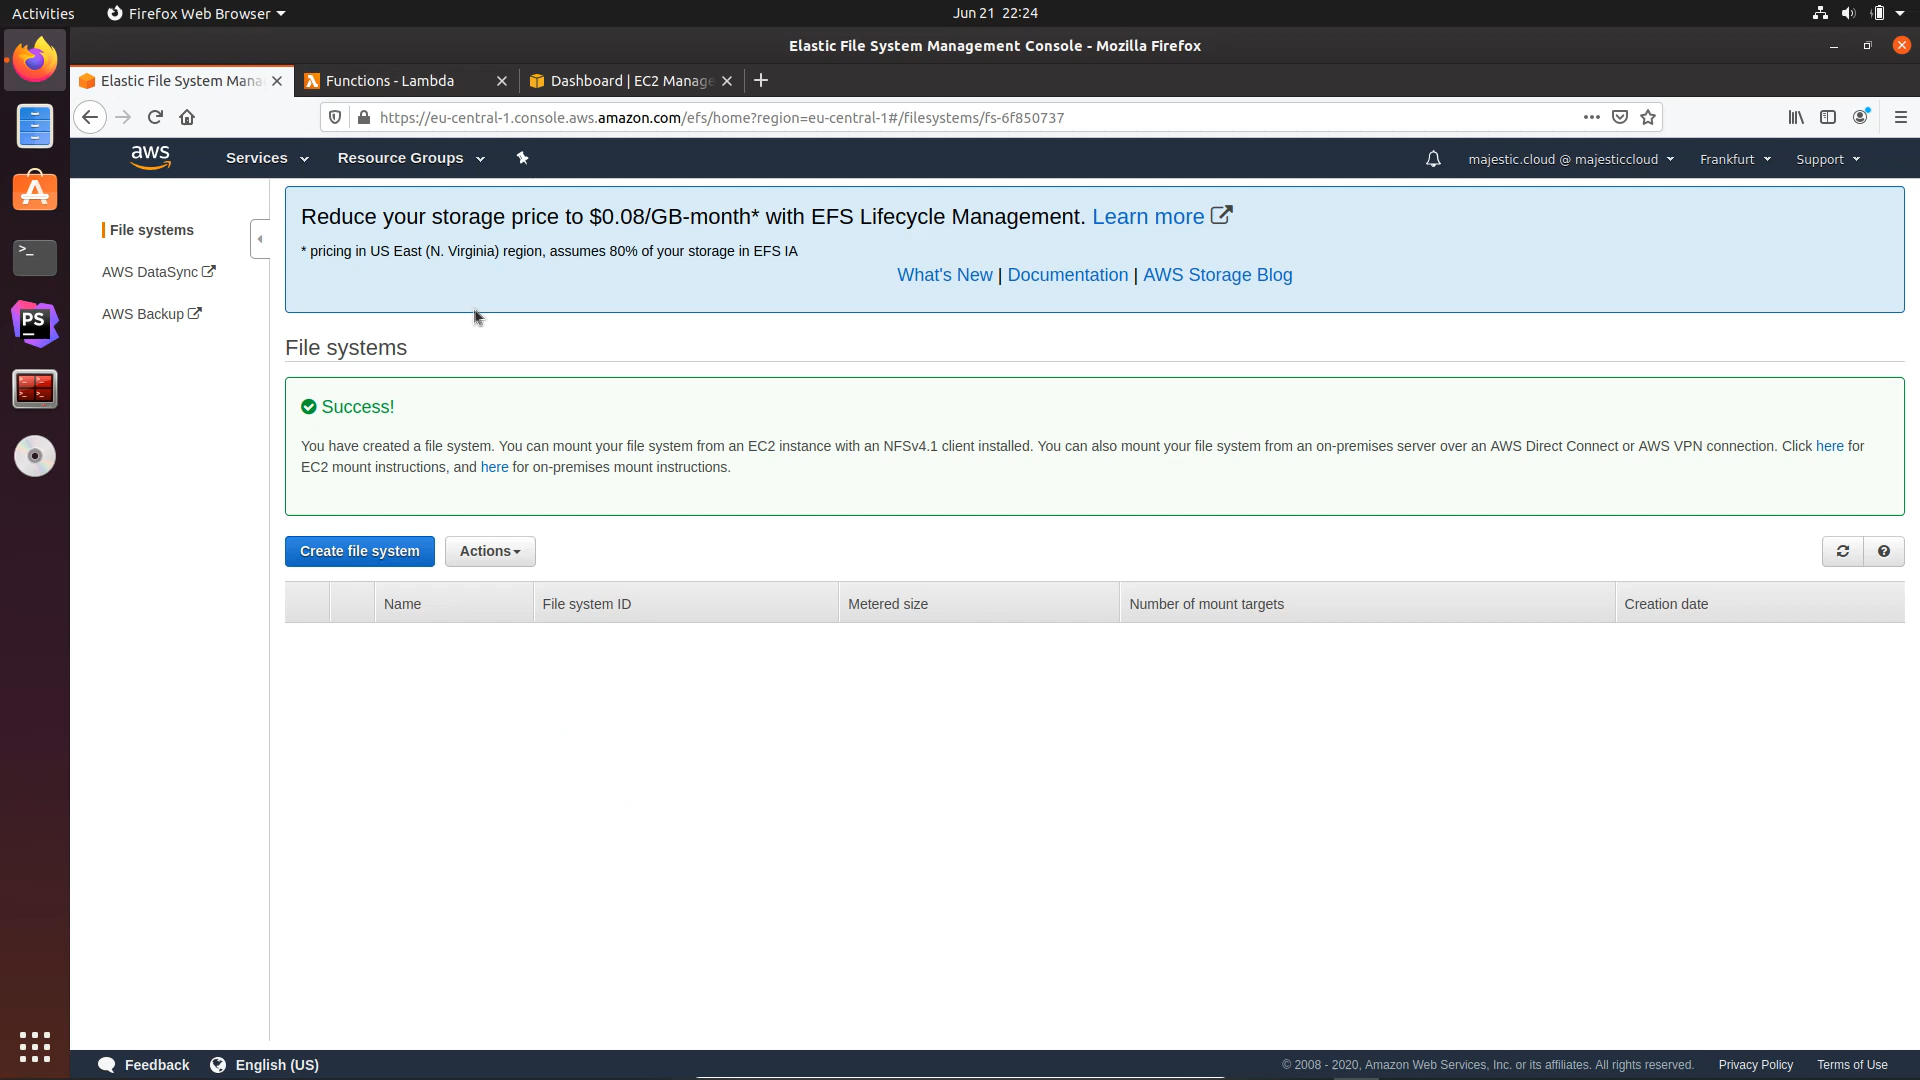 Activities
Firefox Web Browser
Jun 21 22:24
Elastic File System Management Console - Mozilla Firefox
Elastic File System Mana
Functions - Lambda
Dashboard | EC2 Manage
https://eu-central-1.console.aws.amazon.com/efs/home?region=eu-central-1#/filesystems/fs-6f850737
aws
Services
Resource Groups
majestic.cloud @ majesticcloud
Frankfurt
Support
File systems
AWS DataSync
AWS Backup
Reduce your storage price to $0.08/GB-month* with EFS Lifecycle Management. Learn more
* pricing in US East (N. Virginia) region, assumes 80% of your storage in EFS IA
What's New | Documentation | AWS Storage Blog
File systems
Success!
You have created a file system. You can mount your file system from an EC2 instance with an NFSv4.1 client installed. You can also mount your file system from an on-premises server over an AWS Direct Connect or AWS VPN connection. Click here for
EC2 mount instructions, and here for on-premises mount instructions.
Create file system
Actions
Name
File system ID
Metered size
Number of mount targets
Creation date
PS
Feedback
English (US)
© 2008 - 2020, Amazon Web Services, Inc. or its affiliates. All rights reserved.
Privacy Policy
Terms of Use